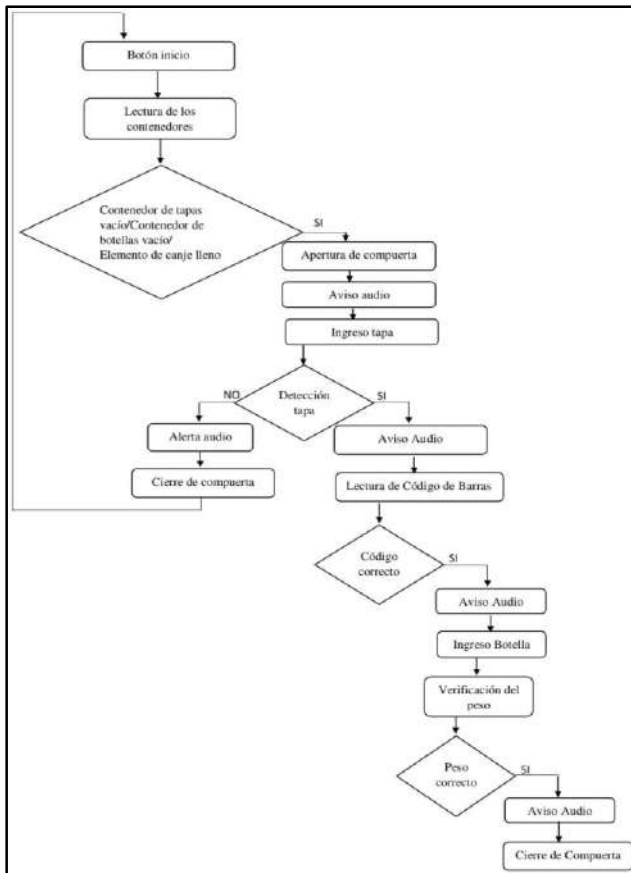 Botón inicio
Lectura de los
contenedores
Contenedor de tapas
vacío/Contenedor de
botellas vacío/
Elemento de canje lleno
SI
Apertura de compuerta
Aviso audio
Ingreso tapa
Detección
tapa
NO
SI
Alerta audio
Cierre de compuerta
Aviso Audio
Lectura de Código de Barras
Código
correcto
SI
Aviso Audio
Ingreso Botella
Verificación del
peso
Peso
correcto
SI
Aviso Audio
Cierre de Compuerta